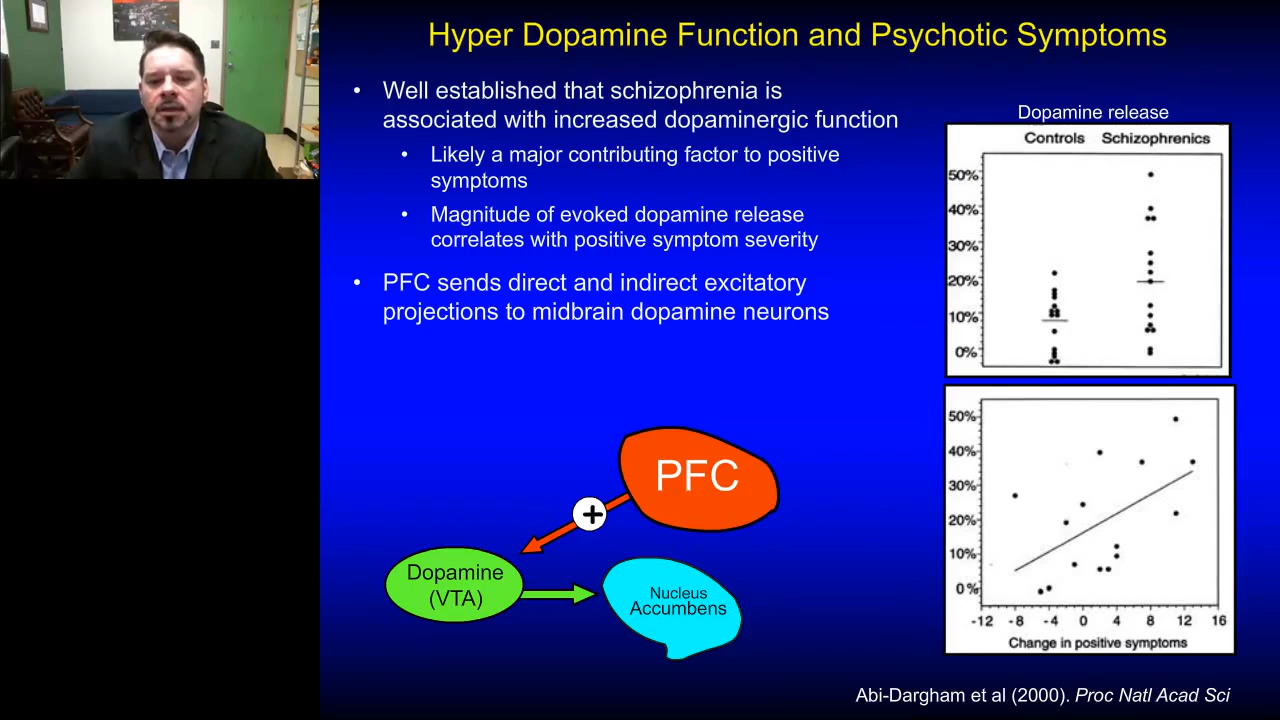 Hyper Dopamine Function and Psychotic Symptoms
• Well established that schizophrenia is
associated with increased dopaminergic function
• Likely a major contributing factor to positive
symptoms
• Magnitude of evoked dopamine release
correlates with positive symptom severity
• PFC sends direct and indirect excitatory
projections to midbrain dopamine neurons
Dopamine release
Controls Schizophrenics
50%
40%
30%
20%
10%
0%
50%
40%
30%
20%
10%
0%
-12 -8 -4 0 4 8 12 16
Change in positive symptoms
PFC
+
Dopamine
(VTA)
Nucleus
Accumbens
Abi-Dargham et al (2000). Proc Natl Acad Sci